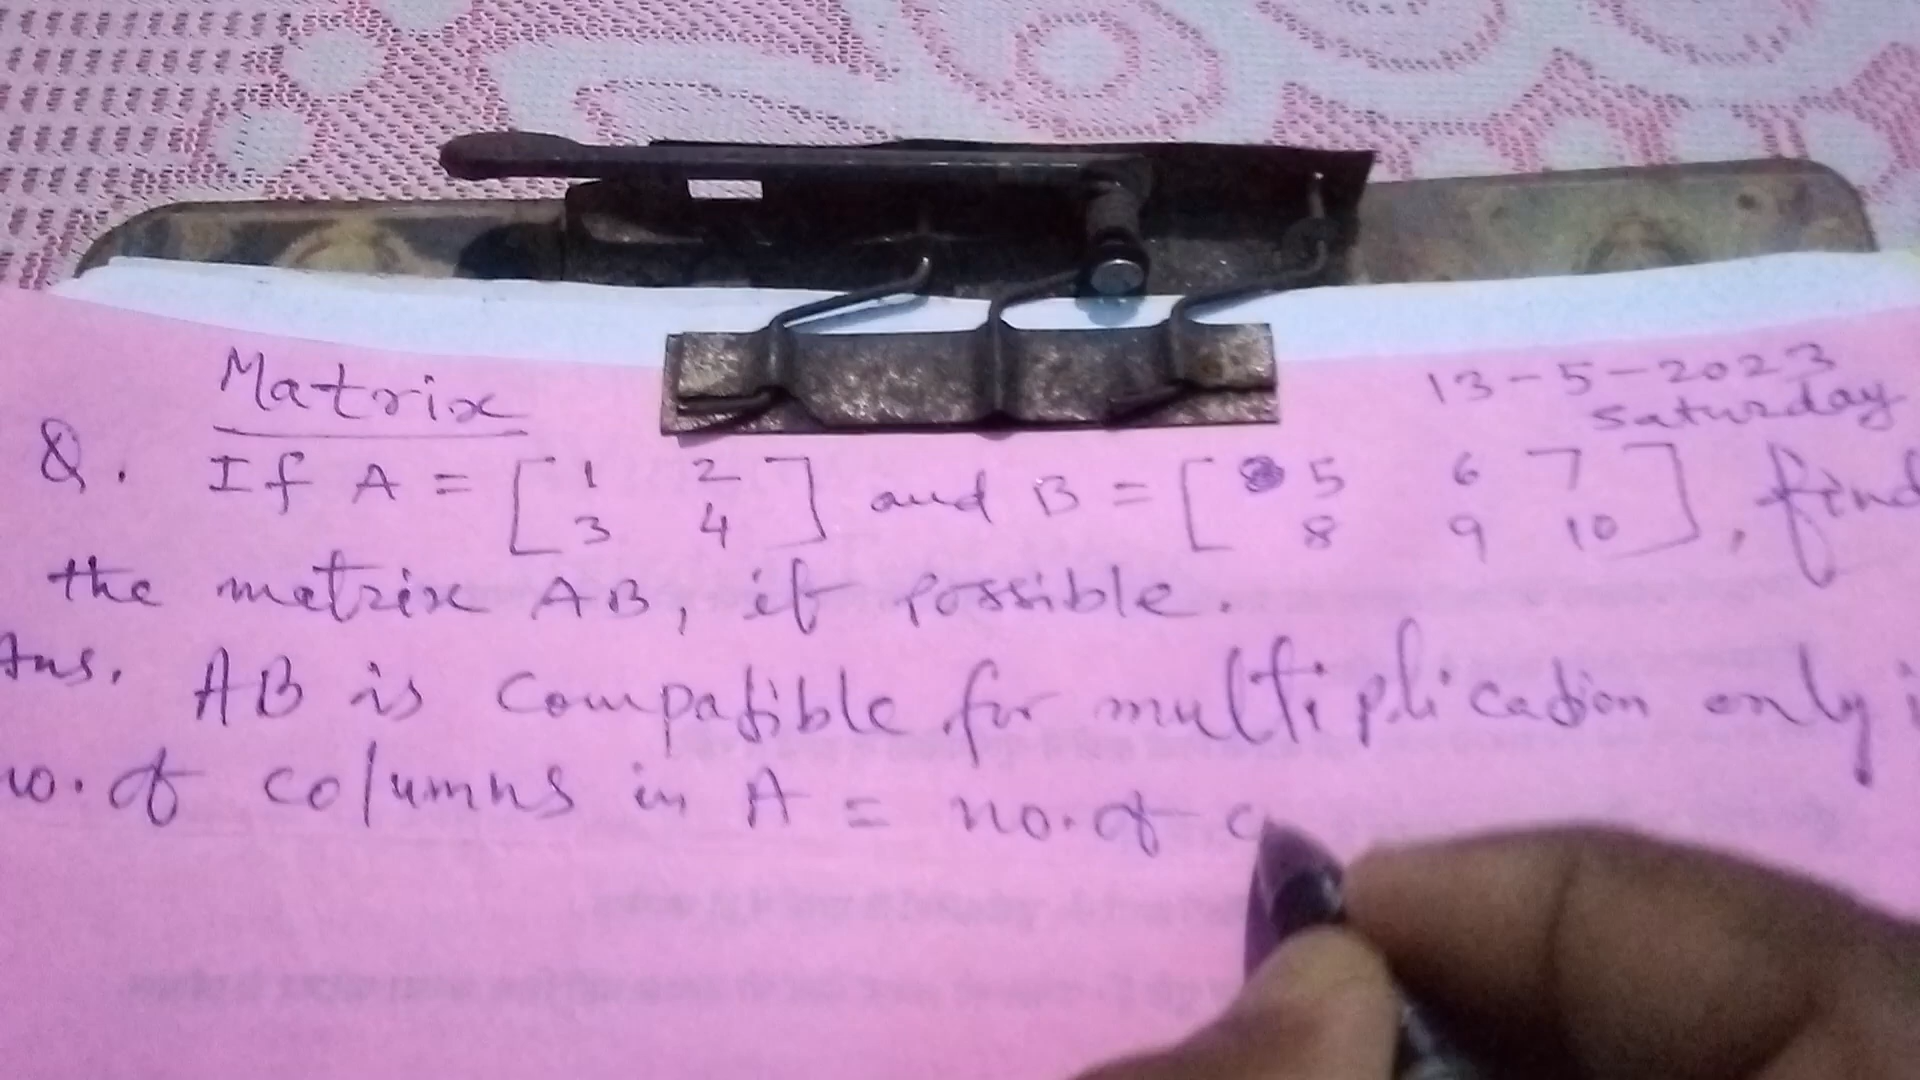 Matrix
13-5-2023
Saturday
Q. If A = [ 1 2 ] and B = [ 5 6 7 ], find
3 4 8 9 10
the matrix AB, if possible.
Ans. AB is compatible for multiplication only i
no. of columns in A = no. of c